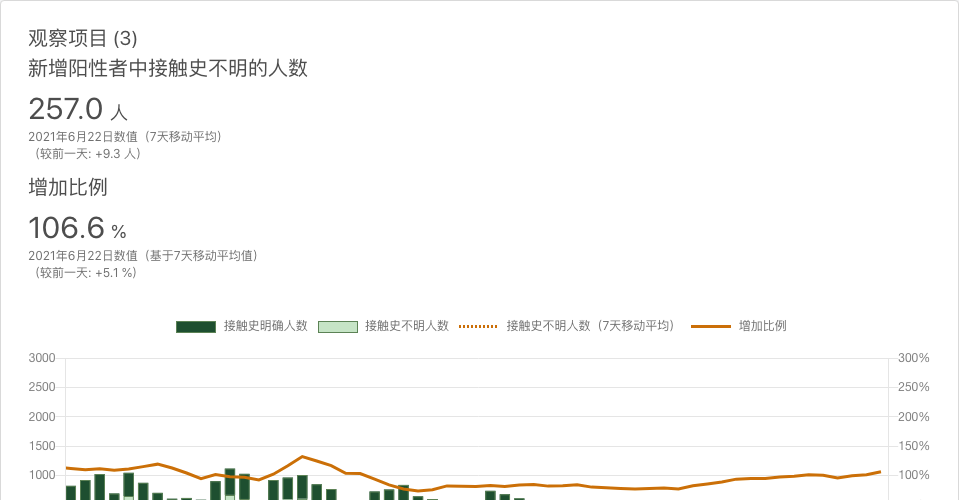 观察项目 (3)
新增阳性者中接触史不明的人数
257.0 人
2021年6月22日数值（7天移动平均）
（较前一天: +9.3 人）
增加比例
106.6 %
2021年6月22日数值（基于7天移动平均值）
（较前一天: +5.1 %）
接触史明确人数 接触史不明人数 接触史不明人数（7天移动平均） 增加比例
3000 300%
2500 250%
2000 200%
1500 150%
1000 100%